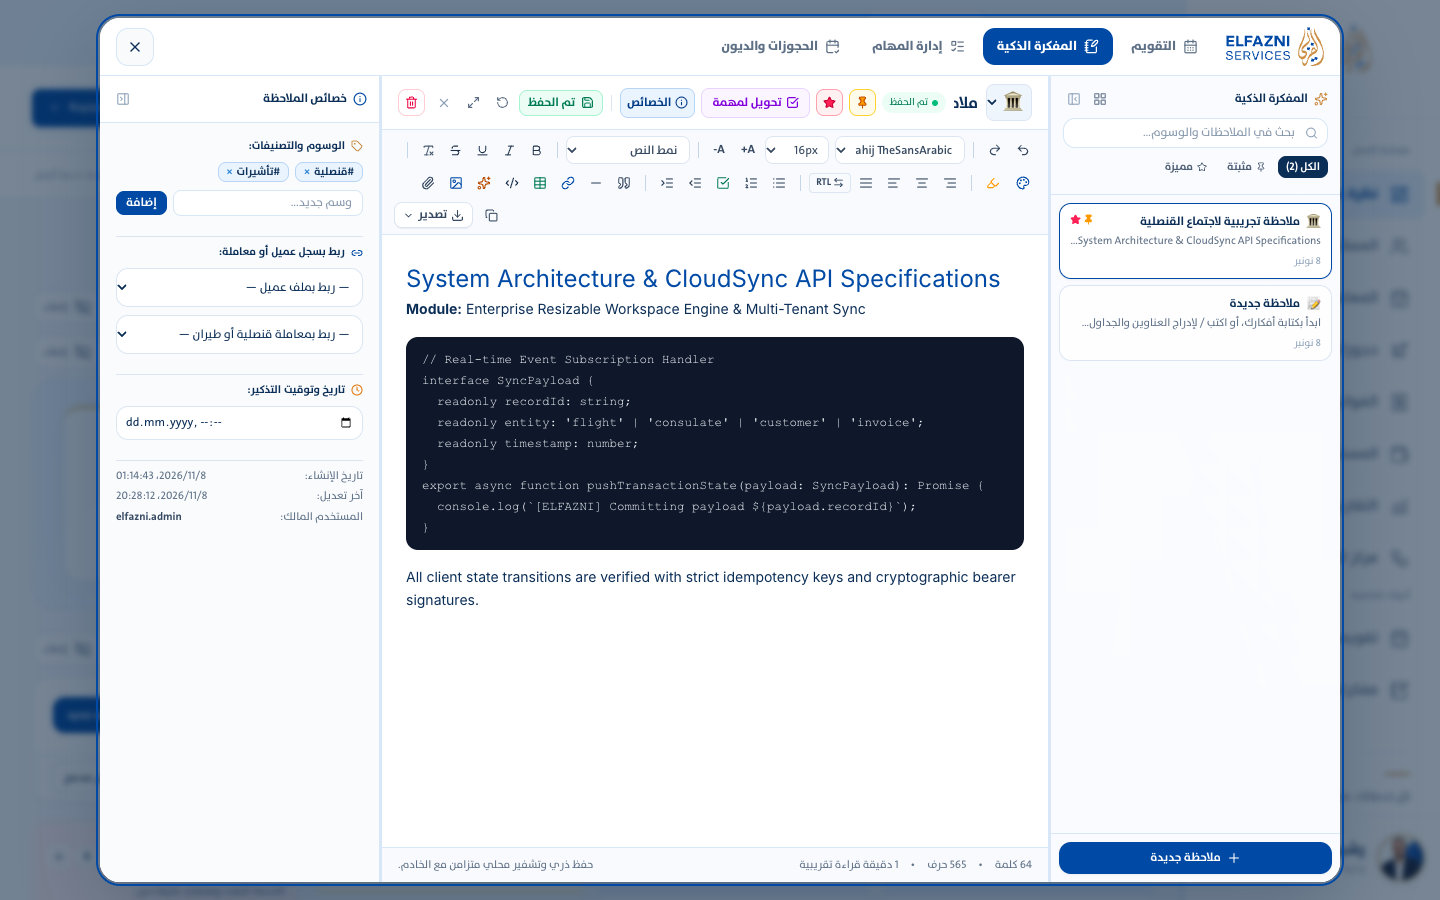 ELFAZNI
SERVICES
التقويم
المفكرة الذكية
إدارة المهام
الحجوزات والديون
المفكرة الذكية
بحث في الملاحظات والوسوم...
الكل (2)
مثبتة
مميزة
ملاحظة تجريبية لاجتماع القنصلية
System Architecture & CloudSync API Specifications...
8 نونبر
ملاحظة جديدة
ابدأ بكتابة أفكارك، أو اكتب / لإدراج العناوين والجداول...
8 نونبر
ملاحظة جديدة
ملاح
تم الحفظ
تحويل لمهمة
الخصائص
تم الحفظ
ahij TheSansArabic
16px
A+
A-
نمط النص
B
I
U
S
RTL
تصدير
System Architecture & CloudSync API Specifications
Module: Enterprise Resizable Workspace Engine & Multi-Tenant Sync
// Real-time Event Subscription Handler
interface SyncPayload {
  readonly recordId: string;
  readonly entity: 'flight' | 'consulate' | 'customer' | 'invoice';
  readonly timestamp: number;
}
export async function pushTransactionState(payload: SyncPayload): Promise {
  console.log(`[ELFAZNI] Committing payload ${payload.recordId}`);
}
All client state transitions are verified with strict idempotency keys and cryptographic bearer
signatures.
64 كلمة • 565 حرف • 1 دقيقة قراءة تقريبية
حفظ ذري وتشفير محلي متزامن مع الخادم.
خصائص الملاحظة
الوسوم والتصنيفات:
#قنصلية ×
#تأشيرات ×
وسم جديد...
إضافة
ربط بسجل عميل أو معاملة:
— ربط بملف عميل —
— ربط بمعاملة قنصلية أو طيران —
تاريخ وتوقيت التذكير:
dd.mm.yyyy, --:--
تاريخ الإنشاء:
8‏/11‏/2026، 01:14:43
آخر تعديل:
8‏/11‏/2026، 20:28:12
المستخدم المالك:
elfazni.admin